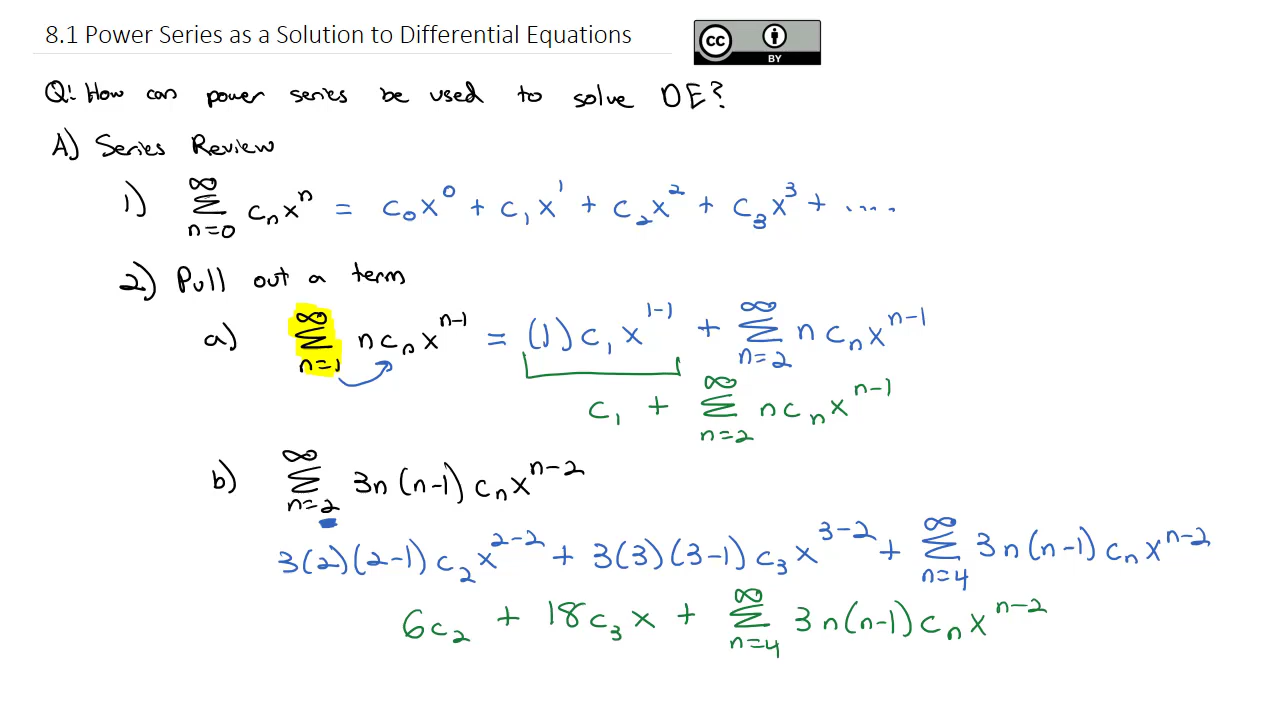 8.1 Power Series as a Solution to Differential Equations
cc BY
Q: How can power series be used to solve DE?
A) Series Review
1) ∑_{n=0}^{∞} c_n x^n = c_0 x^0 + c_1 x^1 + c_2 x^2 + c_3 x^3 + ....
2) Pull out a term
a) ∑_{n=1}^{∞} n c_n x^{n-1} = (1) c_1 x^{1-1} + ∑_{n=2}^{∞} n c_n x^{n-1}
c_1 + ∑_{n=2}^{∞} n c_n x^{n-1}
b) ∑_{n=2}^{∞} 3n(n-1) c_n x^{n-2}
3(2)(2-1) c_2 x^{2-2} + 3(3)(3-1) c_3 x^{3-2} + ∑_{n=4}^{∞} 3n(n-1) c_n x^{n-2}
6c_2 + 18c_3 x + ∑_{n=4}^{∞} 3n(n-1) c_n x^{n-2}